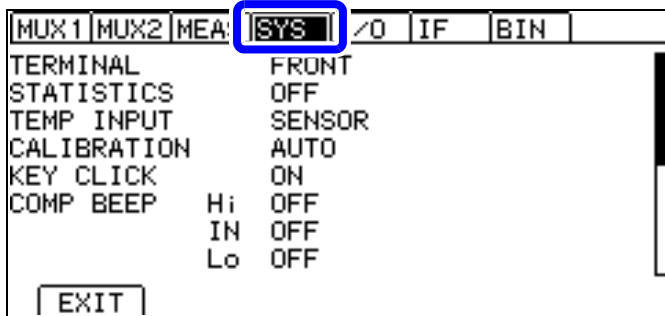 MUX1 MUX2 MEAS SYS I/O IF BIN
TERMINAL FRONT
STATISTICS OFF
TEMP INPUT SENSOR
CALIBRATION AUTO
KEY CLICK ON
COMP BEEP Hi OFF
IN OFF
Lo OFF
EXIT